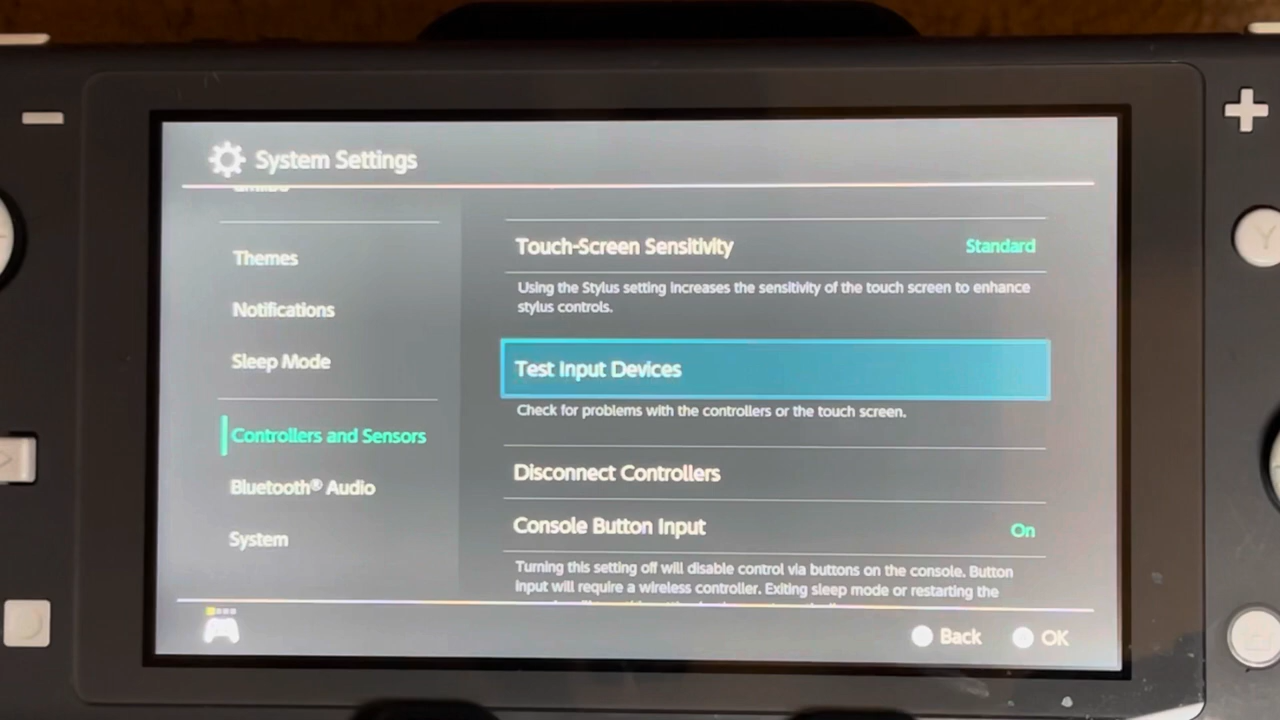 System Settings
Themes
Notifications
Sleep Mode
Controllers and Sensors
Bluetooth® Audio
System
Touch-Screen Sensitivity Standard
Using the Stylus setting increases the sensitivity of the touch screen to enhance
stylus controls.
Test Input Devices
Check for problems with the controllers or the touch screen.
Disconnect Controllers
Console Button Input On
Turning this setting off will disable control via buttons on the console. Button
input will require a wireless controller. Exiting sleep mode or restarting the
Back OK
Y